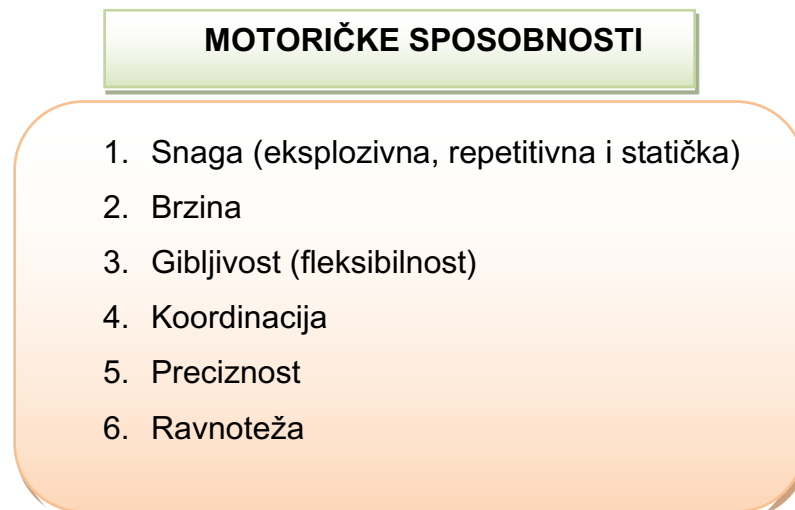 MOTORIČKE SPOSOBNOSTI
1. Snaga (eksplozivna, repetitivna i statička)
2. Brzina
3. Gibljivost (fleksibilnost)
4. Koordinacija
5. Preciznost
6. Ravnoteža